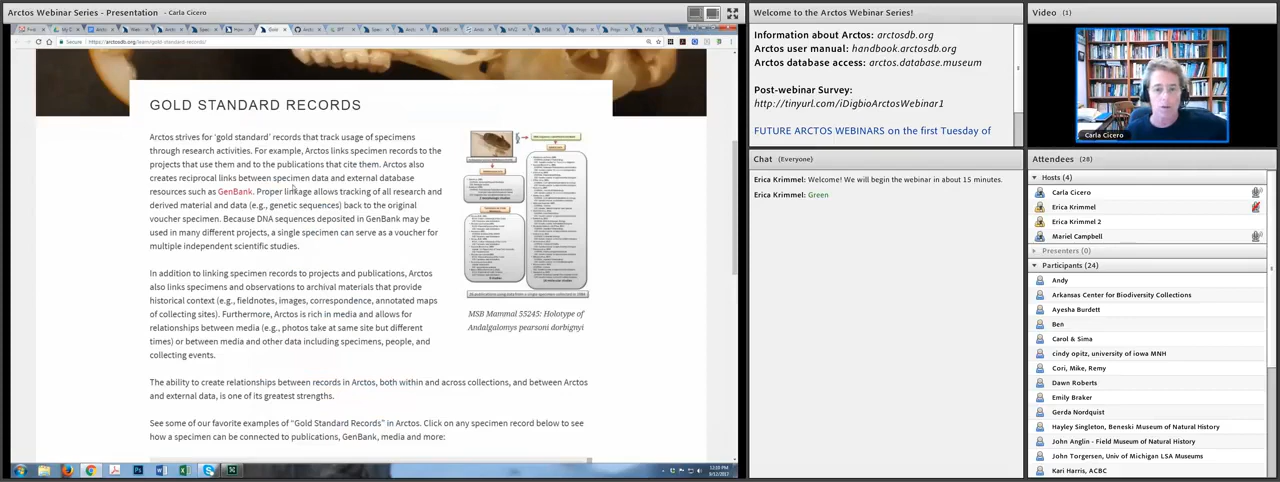 Arctos Webinar Series - Presentation - Carla Cicero
Secure
https://arctosdb.org/learn/gold-standard-records/
GOLD STANDARD RECORDS
Arctos strives for 'gold standard' records that track usage of specimens
through research activities. For example, Arctos links specimen records to the
projects that use them and to the publications that cite them. Arctos also
creates reciprocal links between specimen data and external database
resources such as GenBank. Proper linkage allows tracking of all research and
derived material and data (e.g., genetic sequences) back to the original
voucher specimen. Because DNA sequences deposited in GenBank may be
used in many different projects, a single specimen can serve as a voucher for
multiple independent scientific studies.
In addition to linking specimen records to projects and publications, Arctos
also links specimens and observations to archival materials that provide
historical context (e.g., fieldnotes, images, correspondence, annotated maps
of collecting sites). Furthermore, Arctos is rich in media and allows for
relationships between media (e.g., photos take at same site but different
times) or between media and other data including specimens, people, and
collecting events.
MSB Mammal 55245: Holotype of
Andalgalomys pearsoni dorbignyi
The ability to create relationships between records in Arctos, both within and across collections, and between Arctos
and external data, is one of its greatest strengths.
See some of our favorite examples of "Gold Standard Records" in Arctos. Click on any specimen record below to see
how a specimen can be connected to publications, GenBank, media and more:
12:10 PM
9/12/2017
Welcome to the Arctos Webinar Series!
Information about Arctos: arctosdb.org
Arctos user manual: handbook.arctosdb.org
Arctos database access: arctos.database.museum
Post-webinar Survey:
http://tinyurl.com/iDigbioArctosWebinar1
FUTURE ARCTOS WEBINARS on the first Tuesday of
Chat (Everyone)
Erica Krimmel: Welcome! We will begin the webinar in about 15 minutes.
Erica Krimmel: Green
Video (1)
Carla Cicero
Attendees (28)
Hosts (4)
Carla Cicero
Erica Krimmel
Erica Krimmel 2
Mariel Campbell
Presenters (0)
Participants (24)
Andy
Arkansas Center for Biodiversity Collections
Ayesha Burdett
Ben
Carol & Sima
cindy opitz, university of iowa MNH
Cori, Mike, Remy
Dawn Roberts
Emily Braker
Gerda Nordquist
Hayley Singleton, Beneski Museum of Natural History
John Anglin - Field Museum of Natural History
John Torgersen, Univ of Michigan LSA Museums
Kari Harris, ACBC